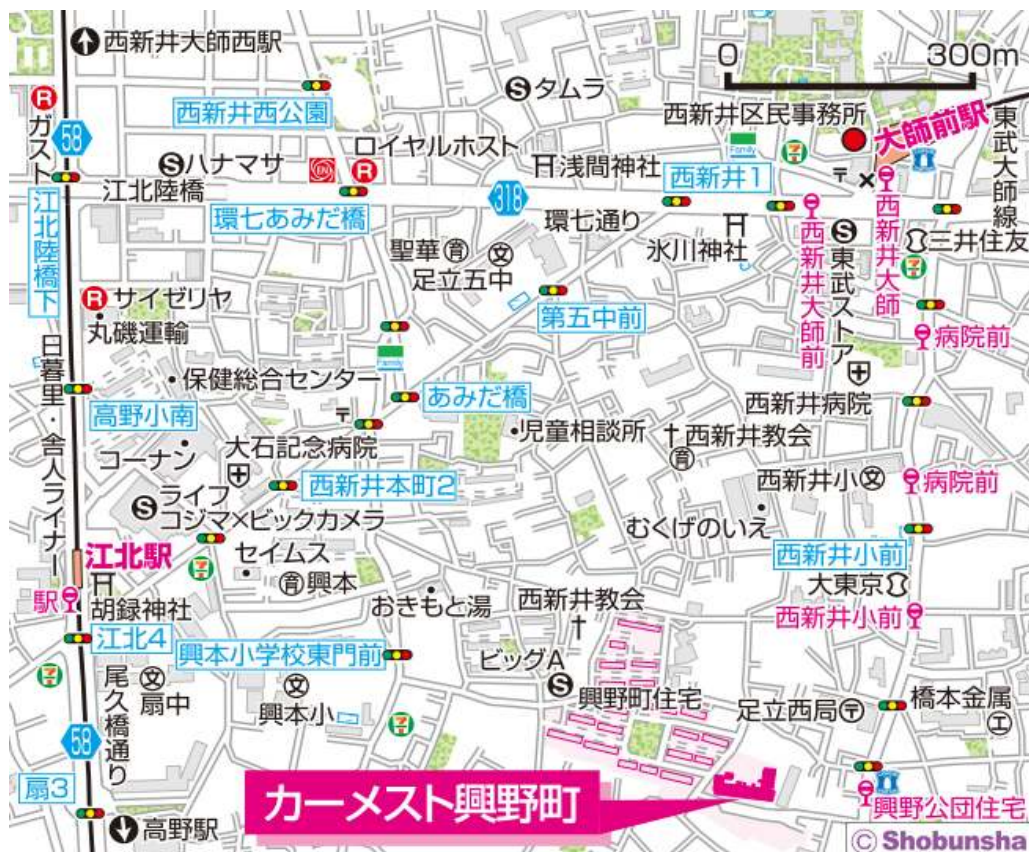 西新井大師西駅
0 300m
タムラ
西新井区民事務所
大師前駅
東武大師線
R
ガスト
58
西新井西公園
ロイヤルホスト
R
ハナマサ
江北陸橋
浅間神社
Family
西新井1
環七あみだ橋
318
環七通り
氷川神社
西新井大師前
西新井大師
東武ストア
三井住友
江北陸橋下
聖華
育
文
足立五中
R
サイゼリヤ
丸磯運輸
第五中前
病院前
Family
日暮里・舎人ライナー
保健総合センター
あみだ橋
高野小南
西新井病院
大石記念病院
児童相談所
西新井教会
育
コーナン
西新井小
文
病院前
西新井本町2
ライフ
コジマ×ビックカメラ
むくげのいえ
江北駅
セイムス
育
興本
西新井小前
大東京
駅
胡録神社
おきもと湯
西新井教会
西新井小前
江北4
興本小学校東門前
ビッグA
尾久橋通り
文
扇中
文
興本小
興野町住宅
足立西局
橋本金属
58
扇3
カーメスト興野町
興野公団住宅
高野駅
© Shobunsha